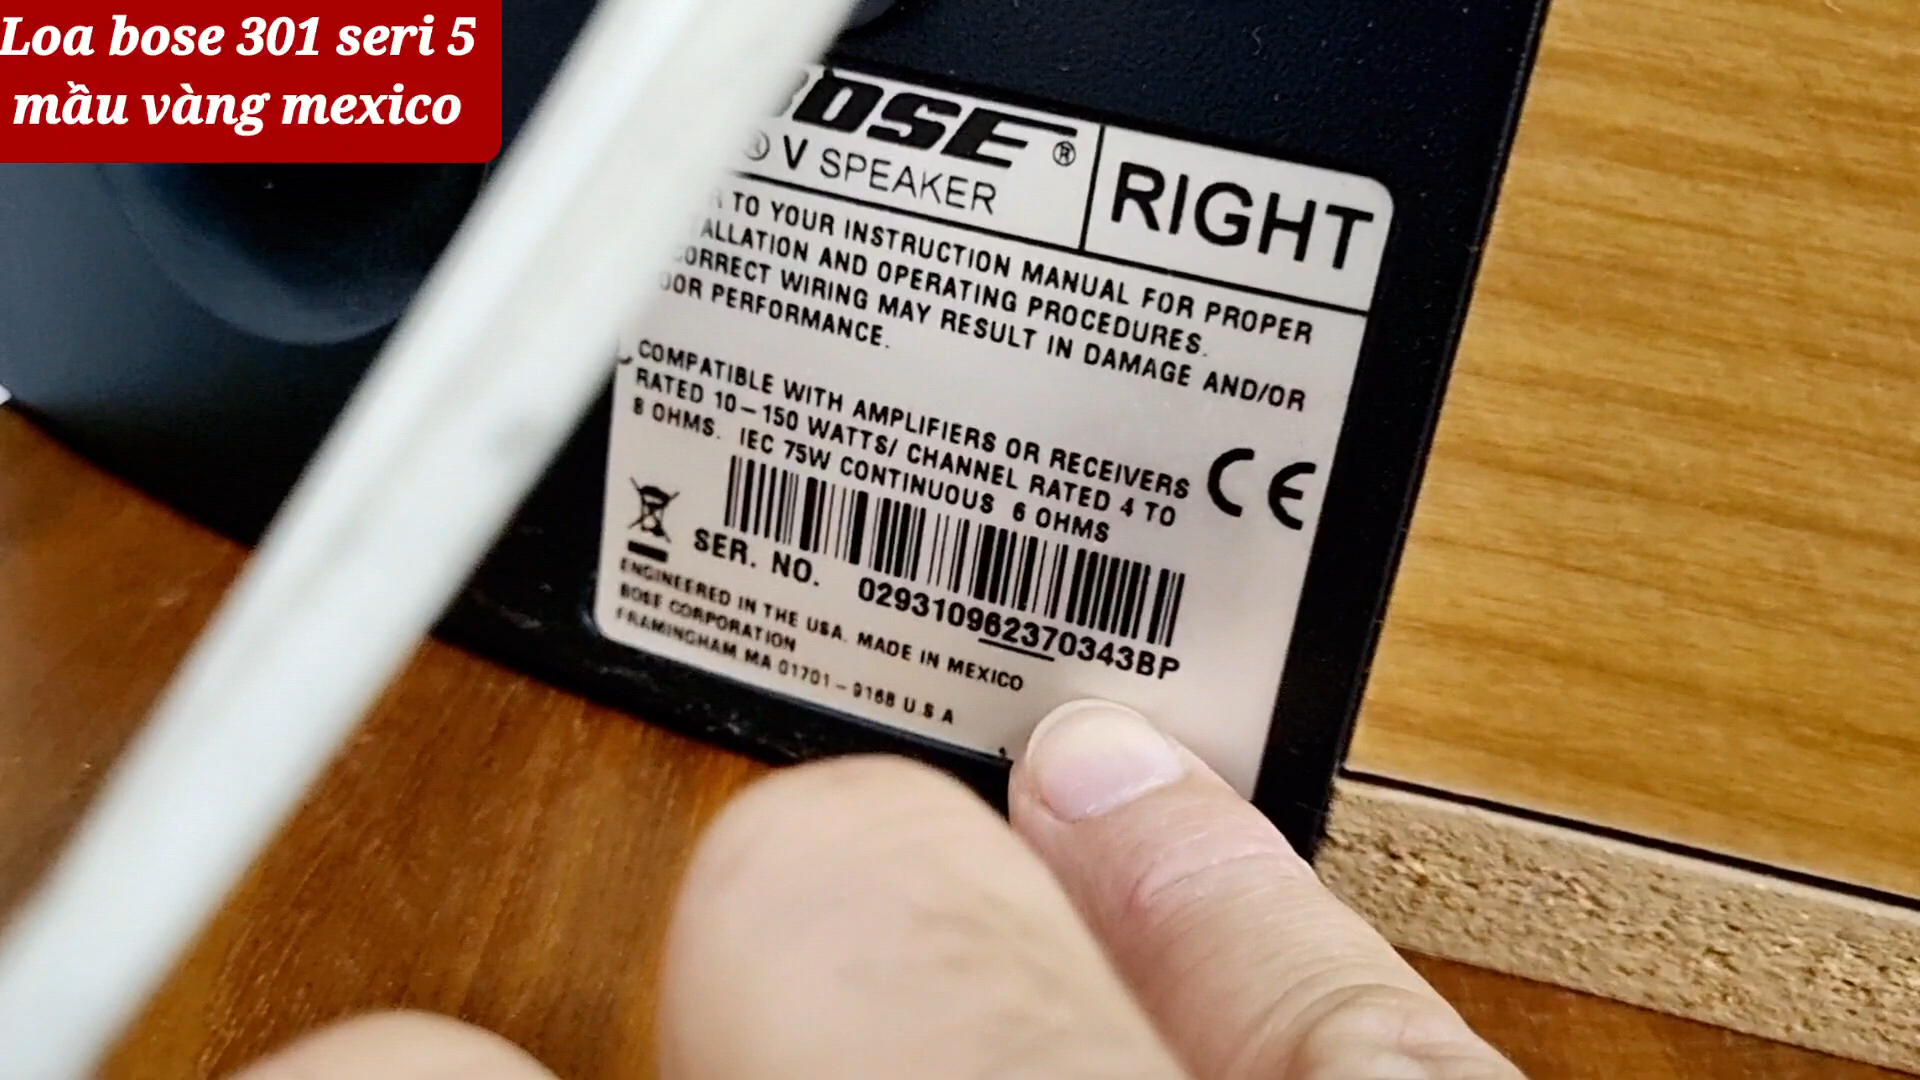 Loa bose 301 seri 5
mầu vàng mexico
BOSE®
® V SPEAKER
RIGHT
TO YOUR INSTRUCTION MANUAL FOR PROPER
ALLATION AND OPERATING PROCEDURES.
ORRECT WIRING MAY RESULT IN DAMAGE AND/OR
OOR PERFORMANCE.
COMPATIBLE WITH AMPLIFIERS OR RECEIVERS
RATED 10-150 WATTS/ CHANNEL RATED 4 TO
8 OHMS. IEC 75W CONTINUOUS 6 OHMS
CE
SER. NO. 029310962370343BP
ENGINEERED IN THE USA. MADE IN MEXICO
BOSE CORPORATION
FRAMINGHAM MA 01701-9168 U.S.A